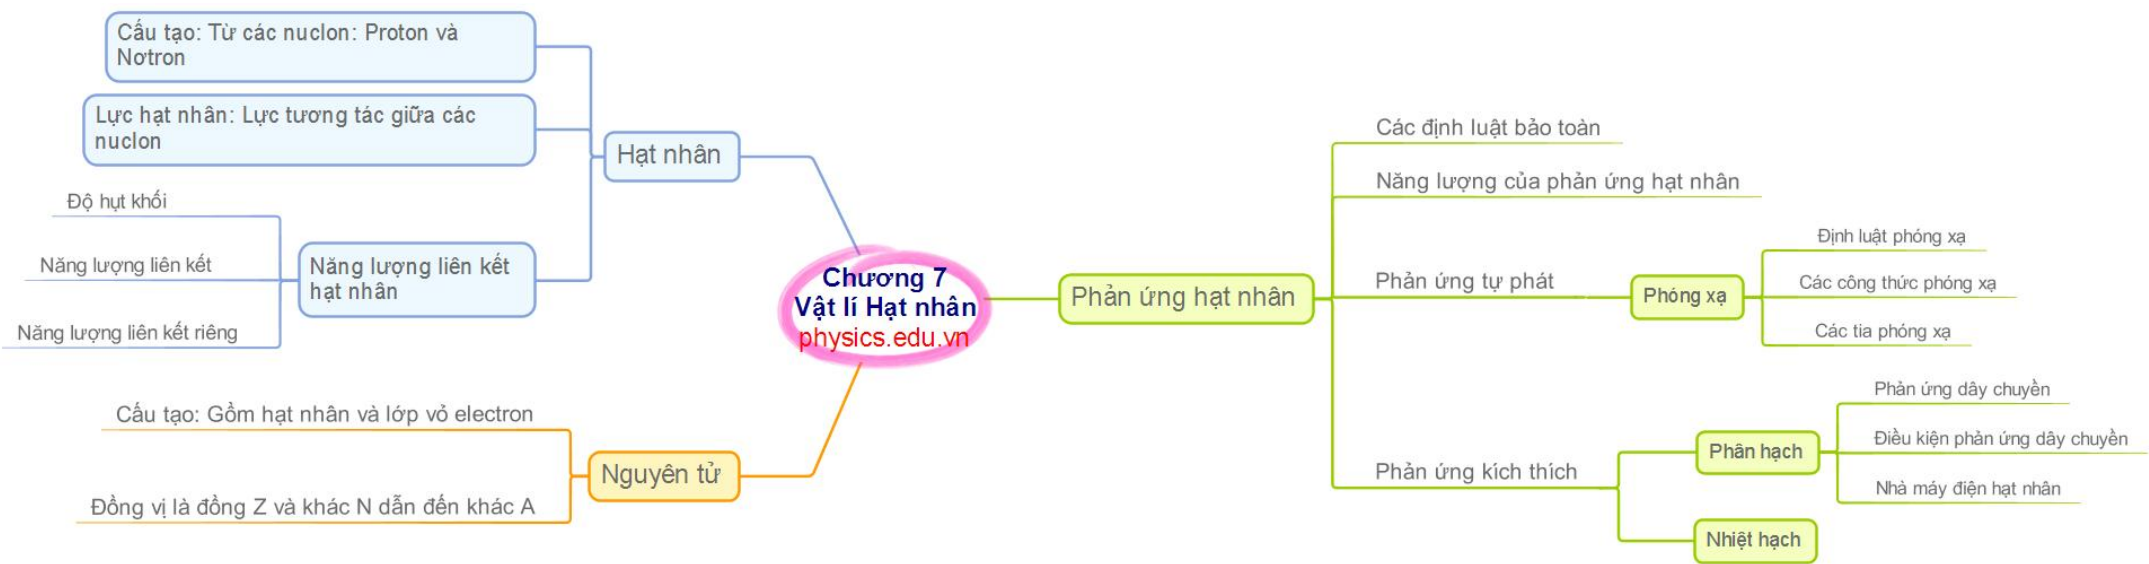 Cấu tạo: Từ các nuclon: Proton và
Nơtron
Lực hạt nhân: Lực tương tác giữa các
nuclon
Hạt nhân
Độ hụt khối
Năng lượng liên kết
Năng lượng liên kết riêng
Năng lượng liên kết
hạt nhân
Chương 7
Vật lí Hạt nhân
physics.edu.vn
Cấu tạo: Gồm hạt nhân và lớp vỏ electron
Nguyên tử
Đồng vị là đồng Z và khác N dẫn đến khác A
Phản ứng hạt nhân
Các định luật bảo toàn
Năng lượng của phản ứng hạt nhân
Phản ứng tự phát
Phóng xạ
Định luật phóng xạ
Các công thức phóng xạ
Các tia phóng xạ
Phản ứng kích thích
Phân hạch
Phản ứng dây chuyền
Điều kiện phản ứng dây chuyền
Nhà máy điện hạt nhân
Nhiệt hạch